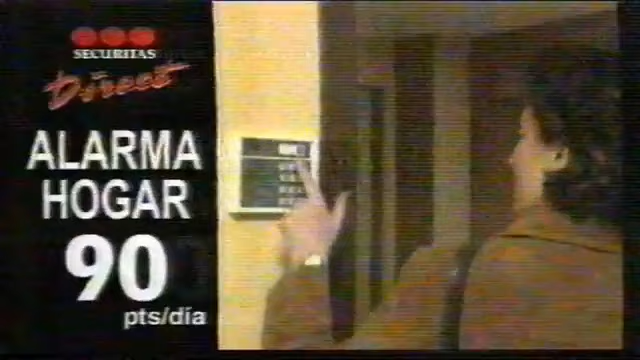 SECURITAS
Direct
ALARMA
HOGAR
90
pts/día